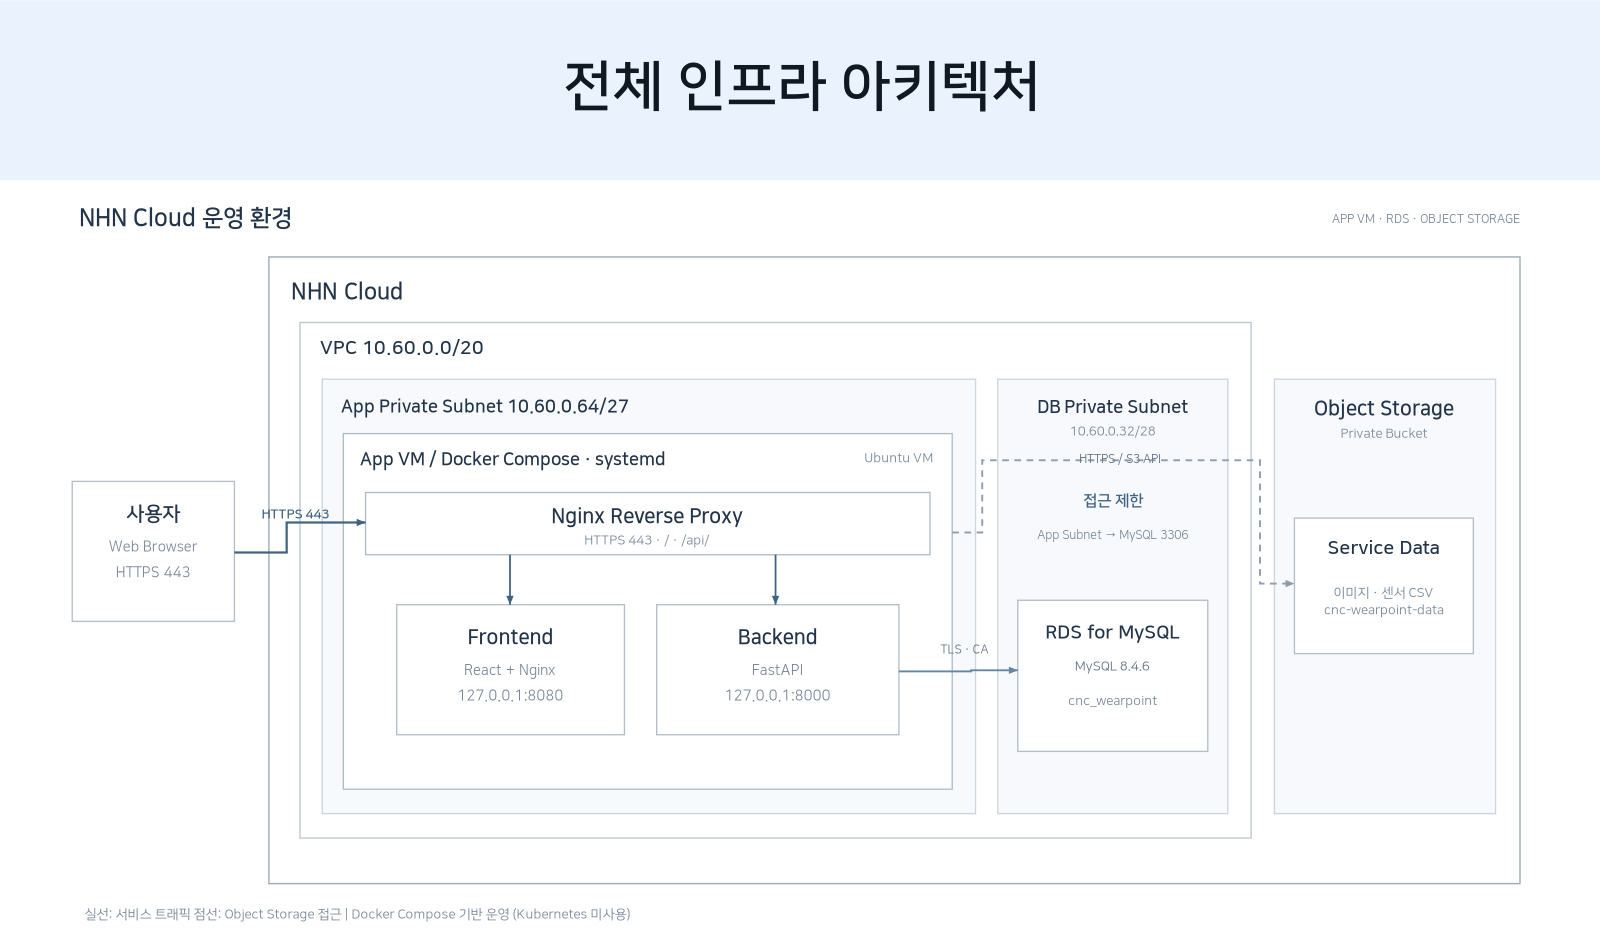 전체 인프라 아키텍처
NHN Cloud 운영 환경
APP VM · RDS · OBJECT STORAGE
NHN Cloud
VPC 10.60.0.0/20
App Private Subnet 10.60.0.64/27
App VM / Docker Compose · systemd
Ubuntu VM
Nginx Reverse Proxy
HTTPS 443 · / · /api/
사용자
Web Browser
HTTPS 443
HTTPS 443
Frontend
React + Nginx
127.0.0.1:8080
Backend
FastAPI
127.0.0.1:8000
TLS · CA
DB Private Subnet
10.60.0.32/28
HTTPS / S3 API
접근 제한
App Subnet → MySQL 3306
RDS for MySQL
MySQL 8.4.6
cnc_wearpoint
Object Storage
Private Bucket
Service Data
이미지 · 센서 CSV
cnc-wearpoint-data
실선: 서비스 트래픽 점선: Object Storage 접근 | Docker Compose 기반 운영 (Kubernetes 미사용)